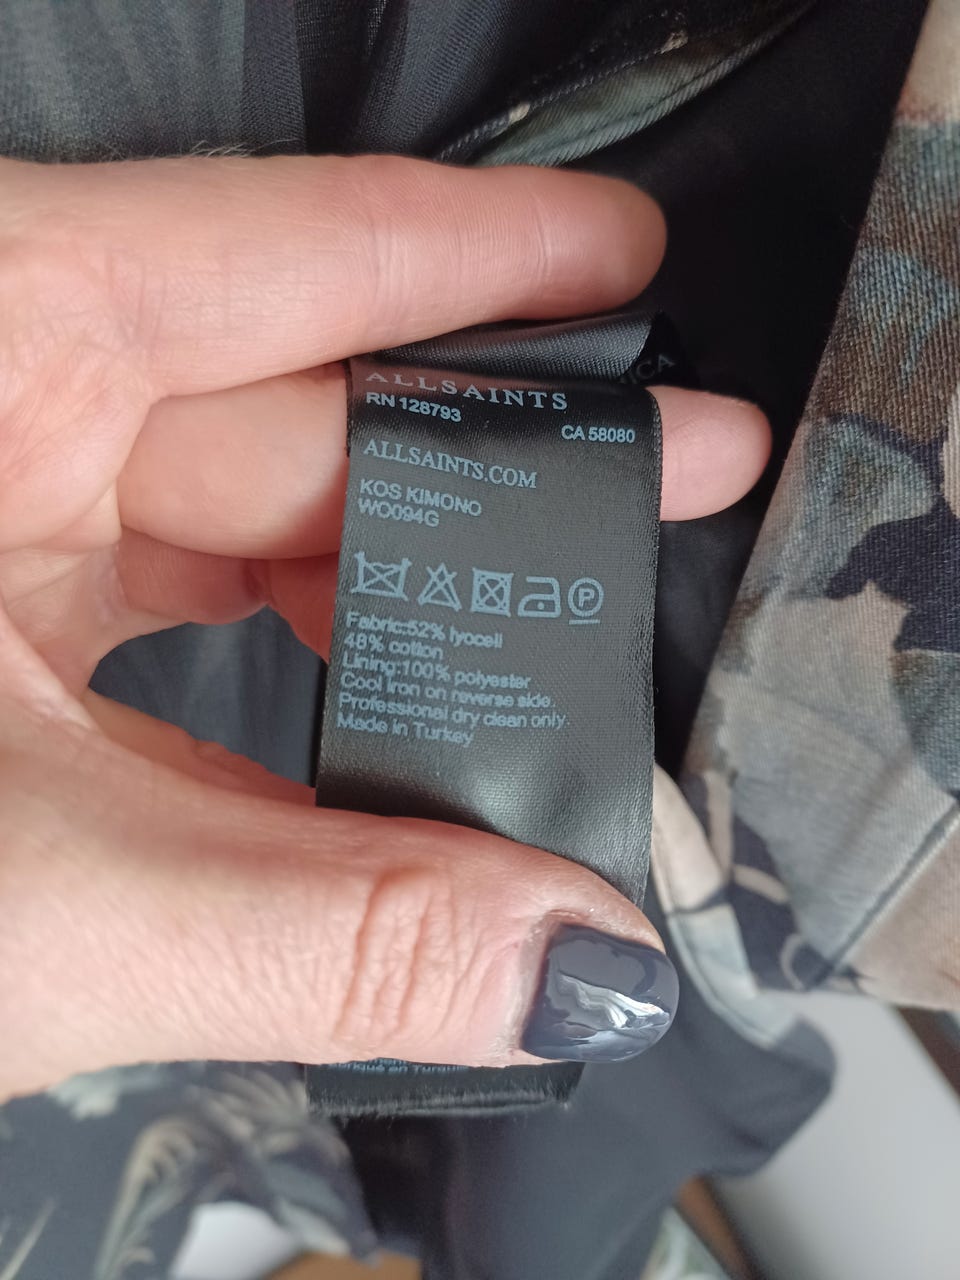 ALLSAINTS
RN 128793
CA 58080
ALLSAINTS.COM
KOS KIMONO
WO094G
P
Fabric:52% lyocell
48% cotton
Lining:100% polyester
Cool iron on reverse side.
Professional dry clean only.
Made in Turkey